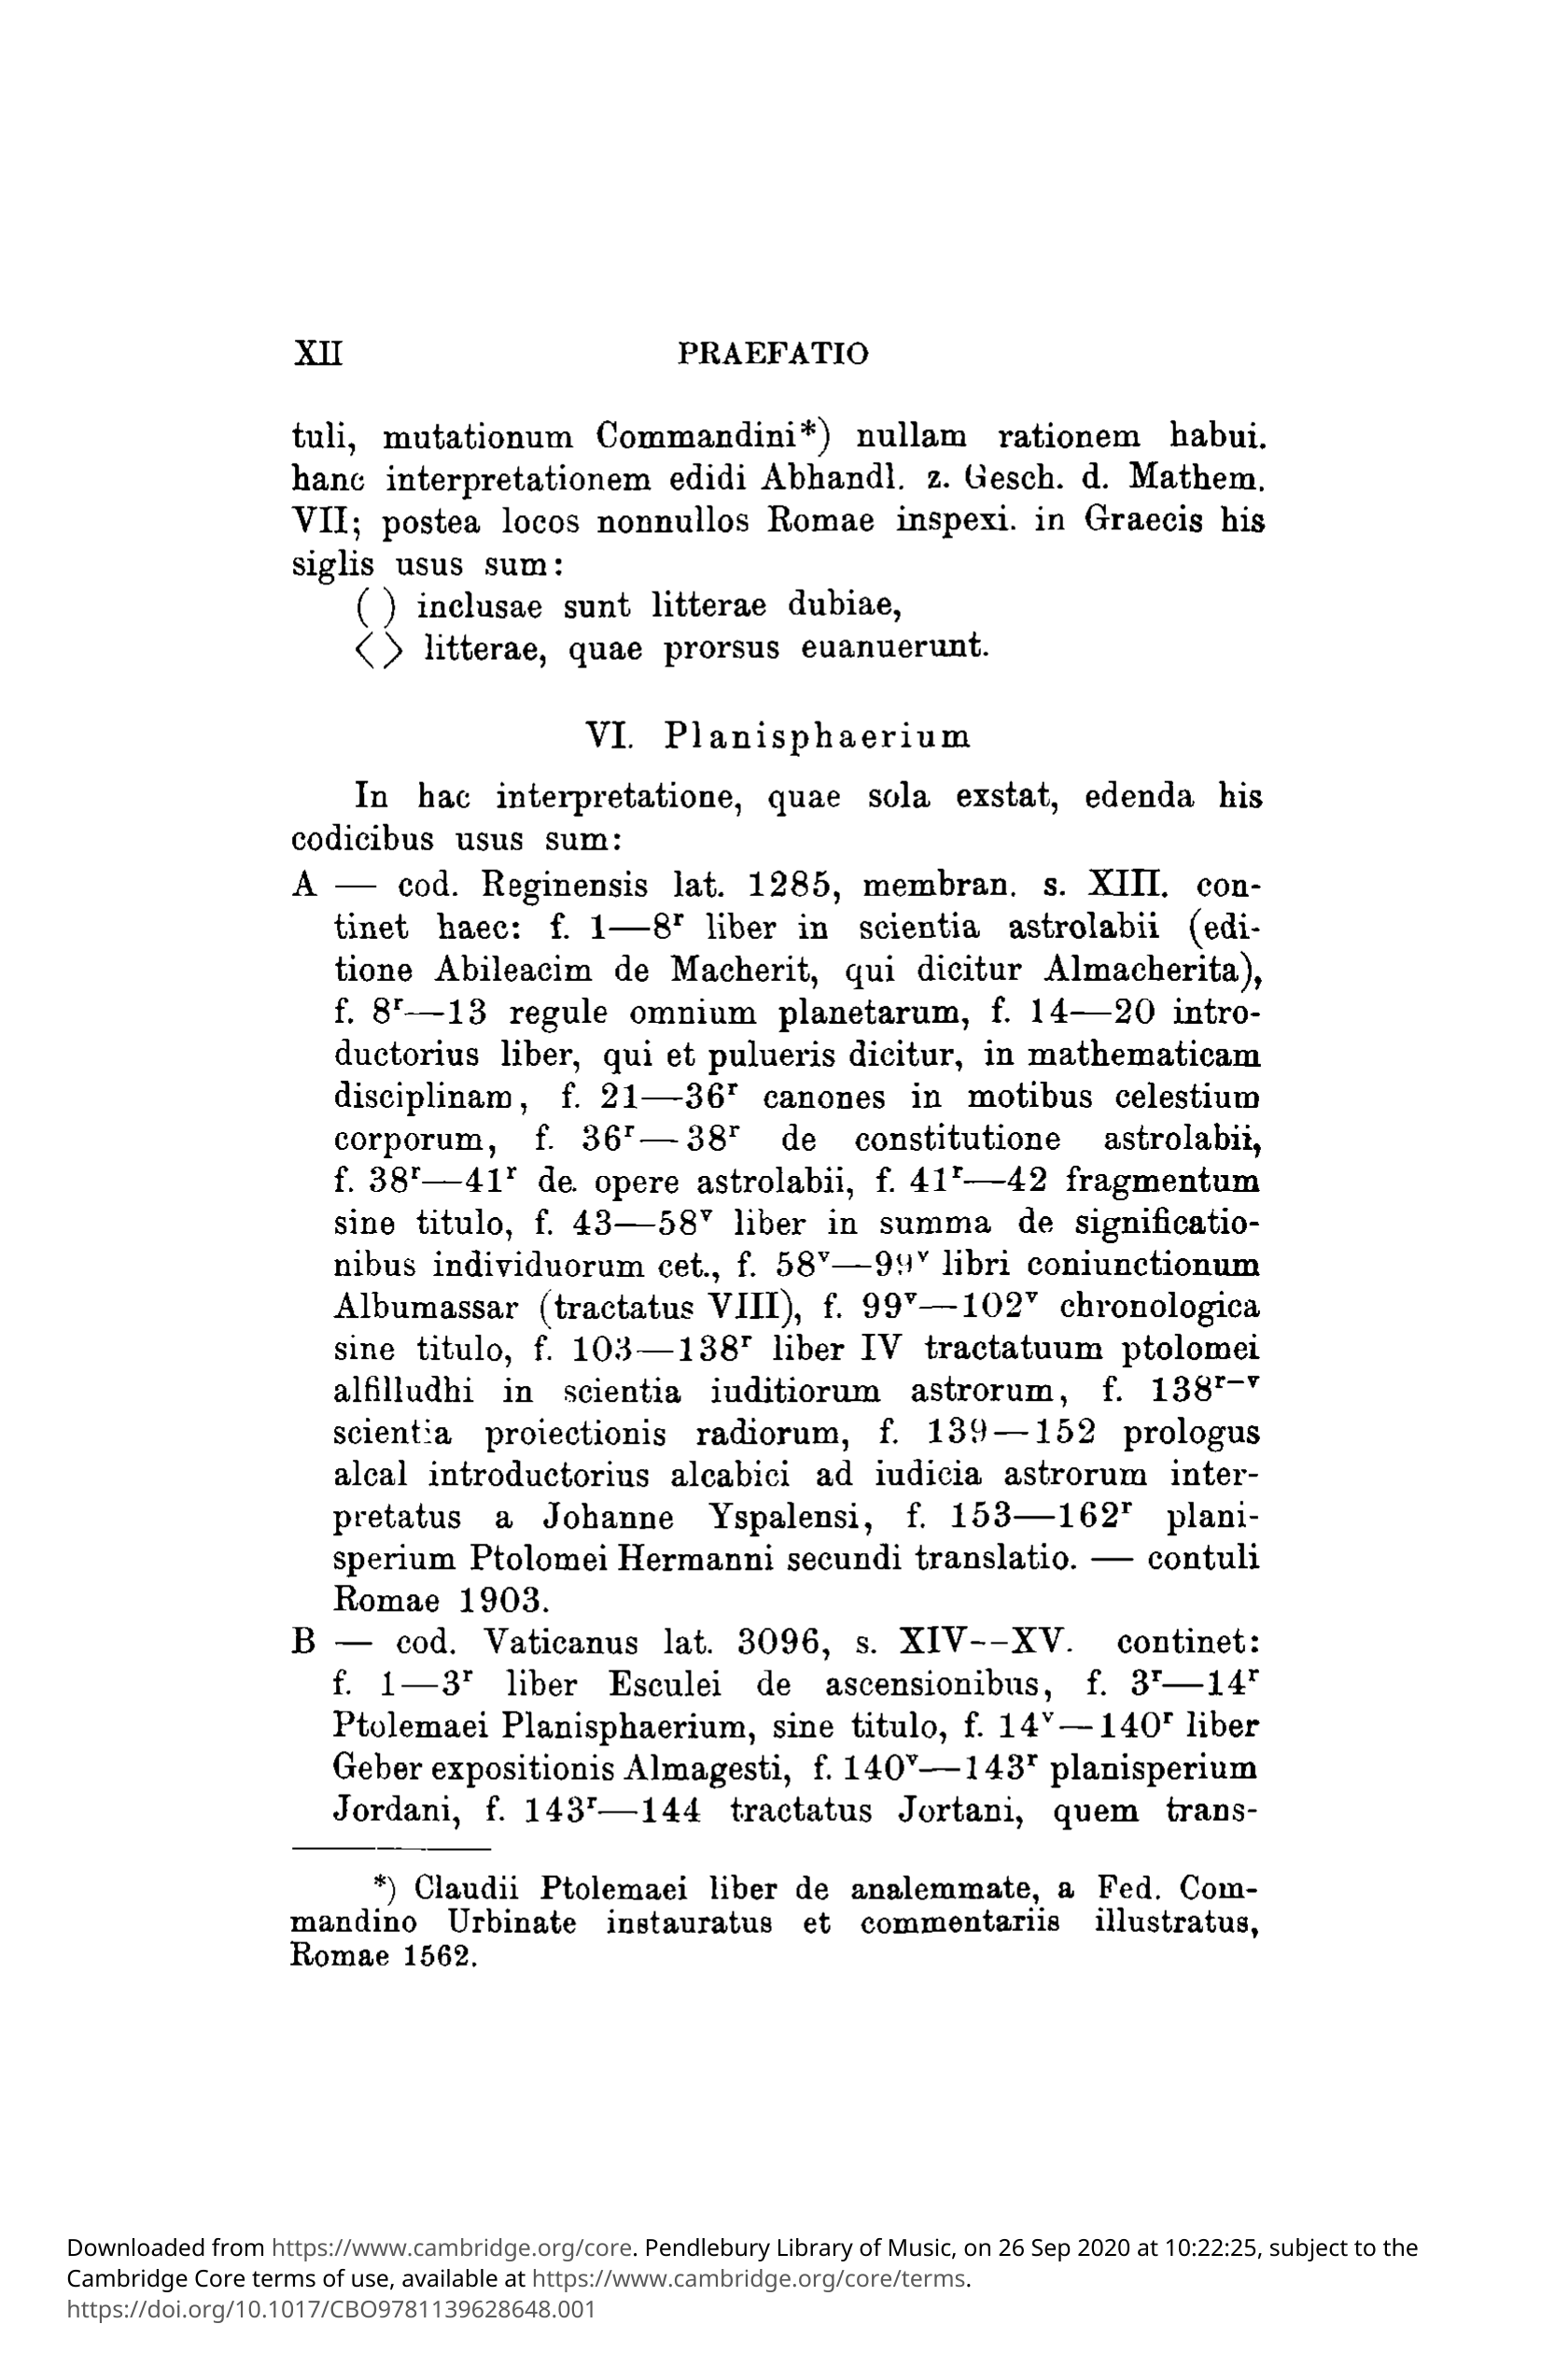 XII PRAEFATIO
tuli, mutationum Commandini*) nullam rationem habui.
hanc interpretationem edidi Abhandl. z. Gesch. d. Mathem.
VII; postea locos nonnullos Romae inspexi. in Graecis his
siglis usus sum:
( ) inclusae sunt litterae dubiae,
〈 〉 litterae, quae prorsus euanuerunt.
VI. Planisphaerium
In hac interpretatione, quae sola exstat, edenda his
codicibus usus sum:
A — cod. Reginensis lat. 1285, membran. s. XIII. con-
tinet haec: f. 1—8ʳ liber in scientia astrolabii (edi-
tione Abileacim de Macherit, qui dicitur Almacherita),
f. 8ʳ—13 regule omnium planetarum, f. 14—20 intro-
ductorius liber, qui et pulueris dicitur, in mathematicam
disciplinam, f. 21—36ʳ canones in motibus celestium
corporum, f. 36ʳ—38ʳ de constitutione astrolabii,
f. 38ʳ—41ʳ de. opere astrolabii, f. 41ʳ—42 fragmentum
sine titulo, f. 43—58ᵛ liber in summa de significatio-
nibus individuorum cet., f. 58ᵛ—99ᵛ libri coniunctionum
Albumassar (tractatus VIII), f. 99ᵛ—102ᵛ chronologica
sine titulo, f. 103—138ʳ liber IV tractatuum ptolomei
alfilludhi in scientia iuditiorum astrorum, f. 138ʳ⁻ᵛ
scientia proiectionis radiorum, f. 139—152 prologus
alcal introductorius alcabici ad iudicia astrorum inter-
pretatus a Johanne Yspalensi, f. 153—162ʳ plani-
sperium Ptolomei Hermanni secundi translatio. — contuli
Romae 1903.
B — cod. Vaticanus lat. 3096, s. XIV--XV. continet:
f. 1—3ʳ liber Esculei de ascensionibus, f. 3ʳ—14ʳ
Ptolemaei Planisphaerium, sine titulo, f. 14ᵛ—140ʳ liber
Geber expositionis Almagesti, f. 140ᵛ—143ʳ planisperium
Jordani, f. 143ʳ—144 tractatus Jortani, quem trans-
*) Claudii Ptolemaei liber de analemmate, a Fed. Com-
mandino Urbinate instauratus et commentariis illustratus,
Romae 1562.
Downloaded from https://www.cambridge.org/core. Pendlebury Library of Music, on 26 Sep 2020 at 10:22:25, subject to the
Cambridge Core terms of use, available at https://www.cambridge.org/core/terms.
https://doi.org/10.1017/CBO9781139628648.001